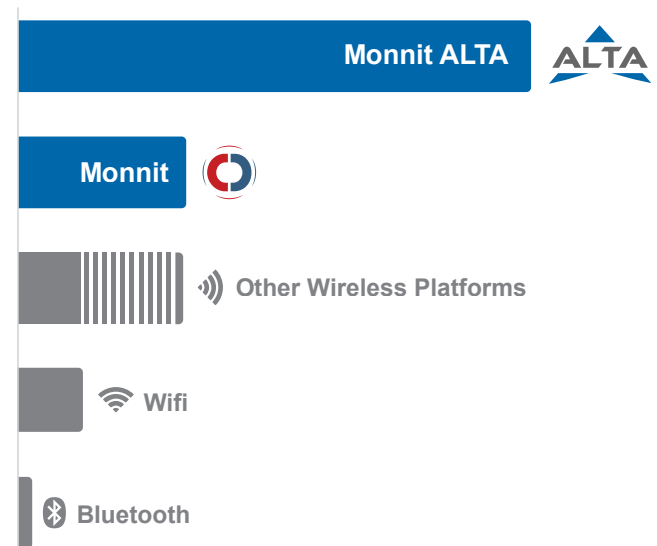 Monnit ALTA
ALTA
Monnit
Other Wireless Platforms
Wifi
Bluetooth